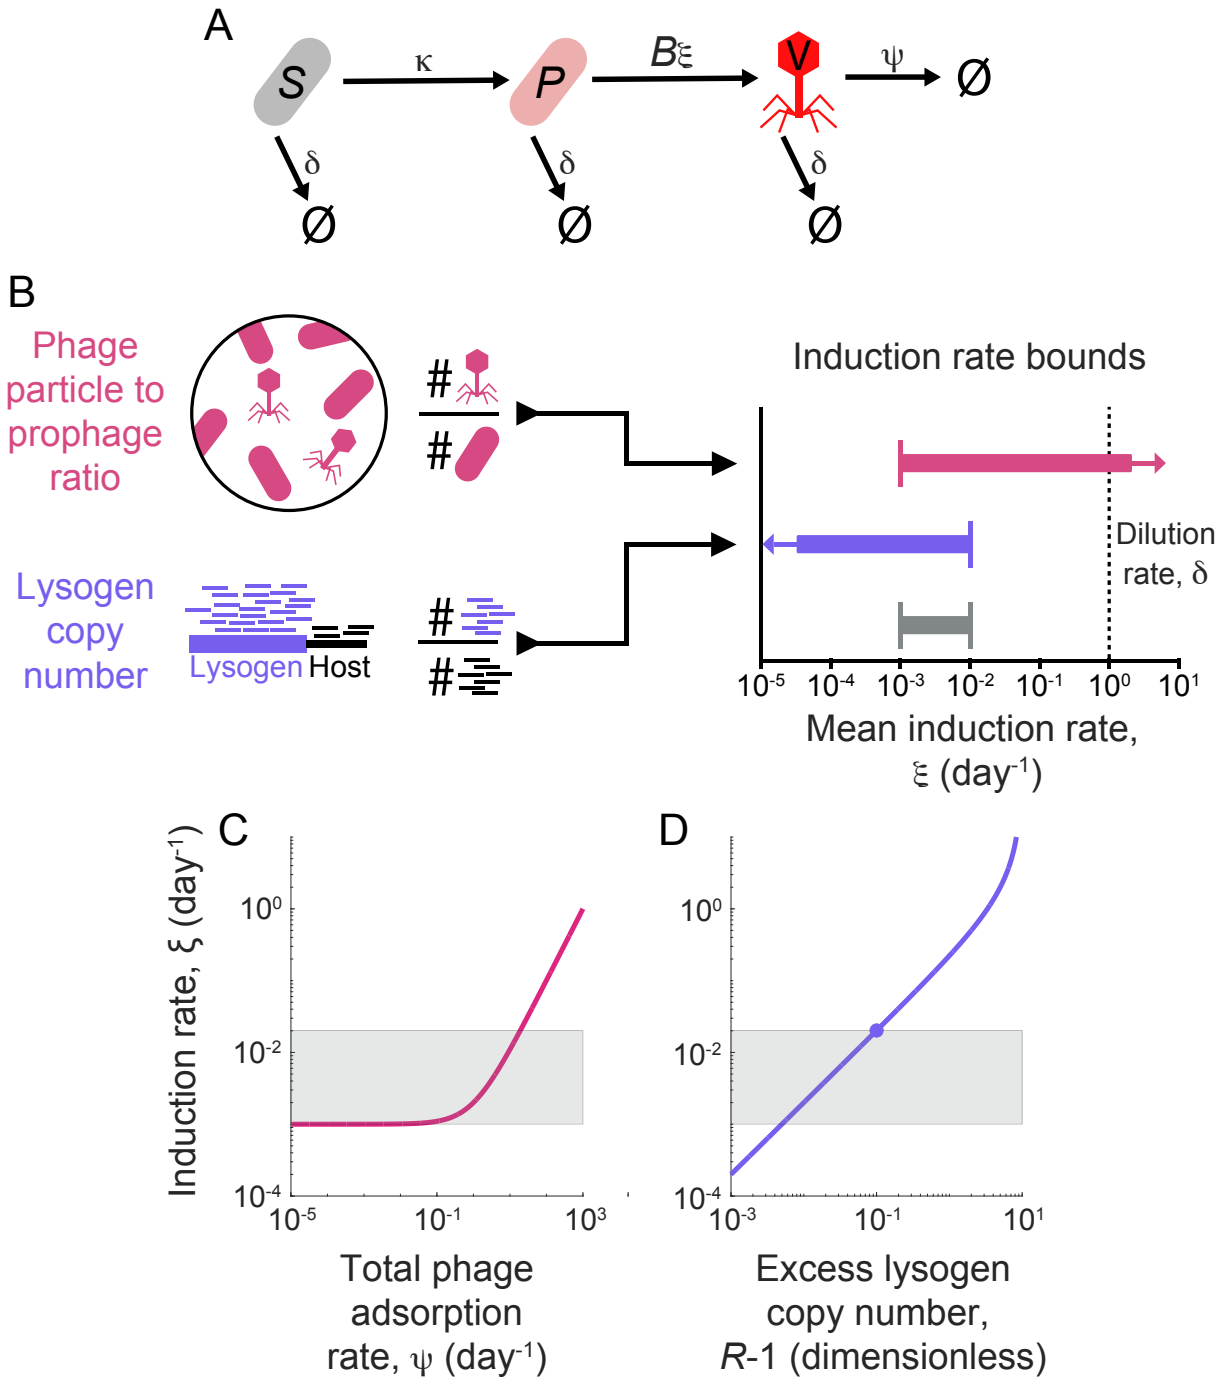 A
S
κ
P
Bξ
V
ψ
Ø
δ
δ
δ
Ø
Ø
Ø
B
Phage
particle to
prophage
ratio
#
#
Induction rate bounds
Dilution
rate, δ
Lysogen
copy
number
Lysogen
Host
#
#
10⁻⁵ 10⁻⁴ 10⁻³ 10⁻² 10⁻¹ 10⁰ 10¹
Mean induction rate,
ξ (day⁻¹)
C
Induction rate, ξ (day⁻¹)
10⁰
10⁻²
10⁻⁴
10⁻⁵ 10⁻¹ 10³
Total phage
adsorption
rate, ψ (day⁻¹)
D
10⁰
10⁻²
10⁻⁴
10⁻³ 10⁻¹ 10¹
Excess lysogen
copy number,
R-1 (dimensionless)